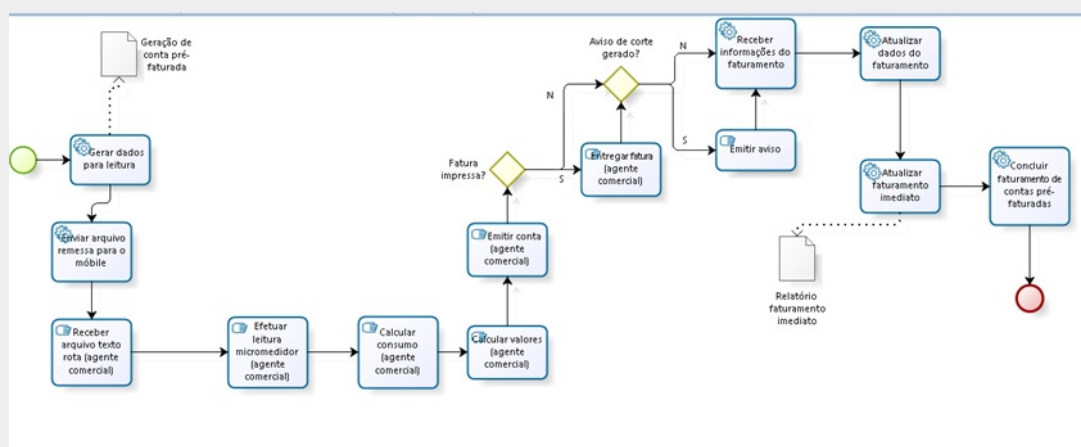 Geração de
conta pré-
faturada
Gerar dados
para leitura
Enviar arquivo
remessa para o
móbile
Receber
arquivo texto
rota (agente
comercial)
Efetuar
leitura
micromedidor
(agente
comercial)
Calcular
consumo
(agente
comercial)
Calcular valores
(agente
comercial)
Emitir conta
(agente
comercial)
Fatura
impressa?
N
S
Entregar fatura
(agente
comercial)
Aviso de corte
gerado?
N
S
Emitir aviso
Receber
informações do
faturamento
Atualizar
dados do
faturamento
Atualizar
faturamento
imediato
Relatório
faturamento
imediato
Concluir
faturamento de
contas pré-
faturadas